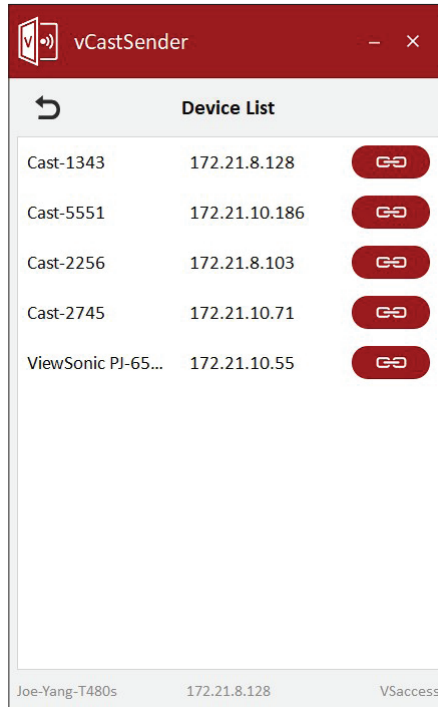 V vCastSender
Device List
Cast-1343 172.21.8.128
Cast-5551 172.21.10.186
Cast-2256 172.21.8.103
Cast-2745 172.21.10.71
ViewSonic PJ-65... 172.21.10.55
Joe-Yang-T480s 172.21.8.128 VSaccess